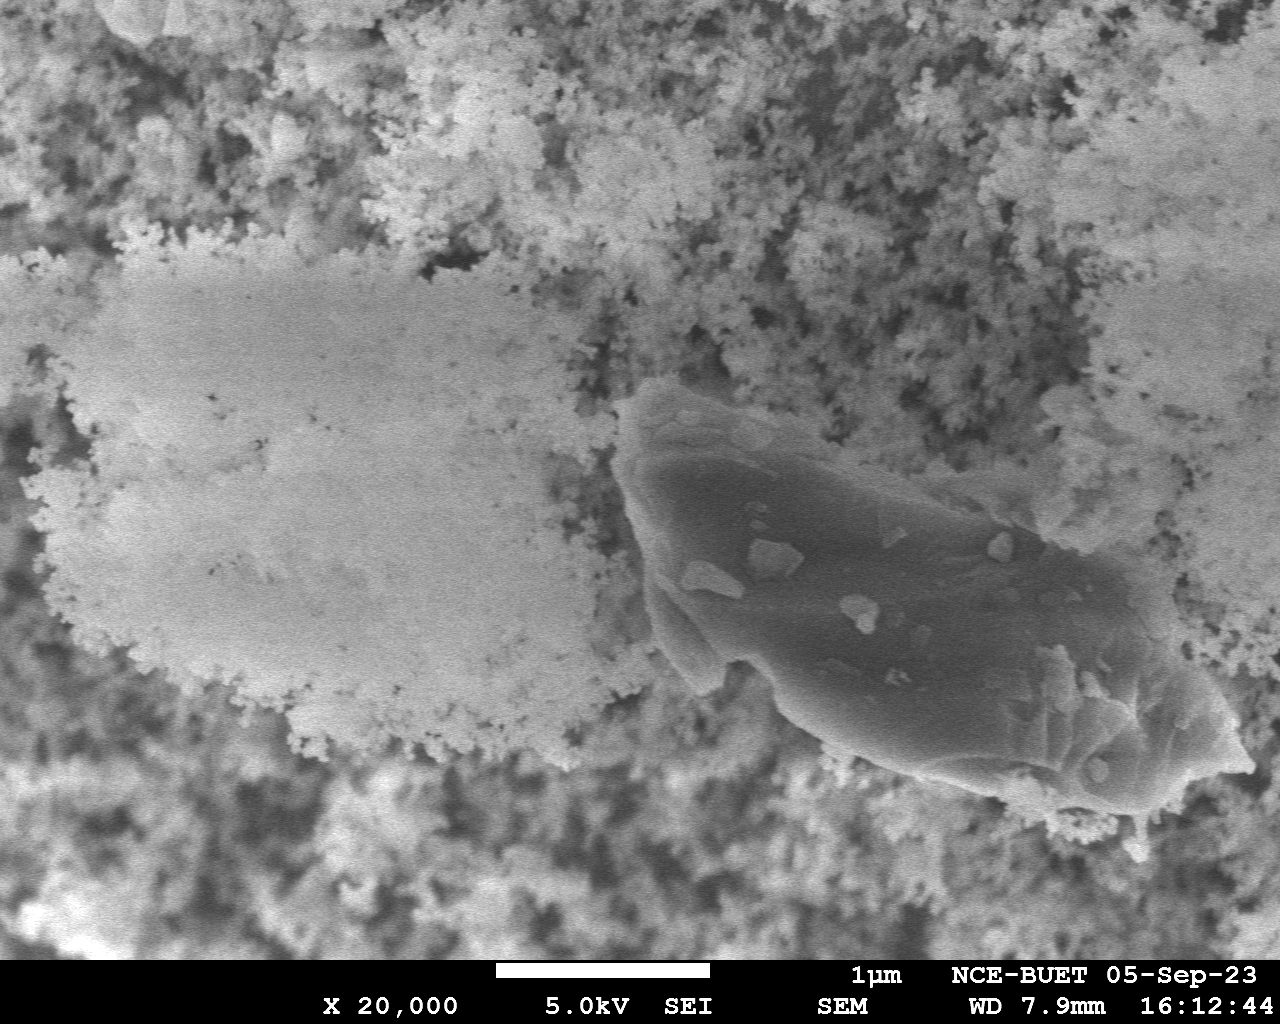 1µm NCE-BUET 05-Sep-23
X 20,000 5.0kV SEI SEM WD 7.9mm 16:12:44